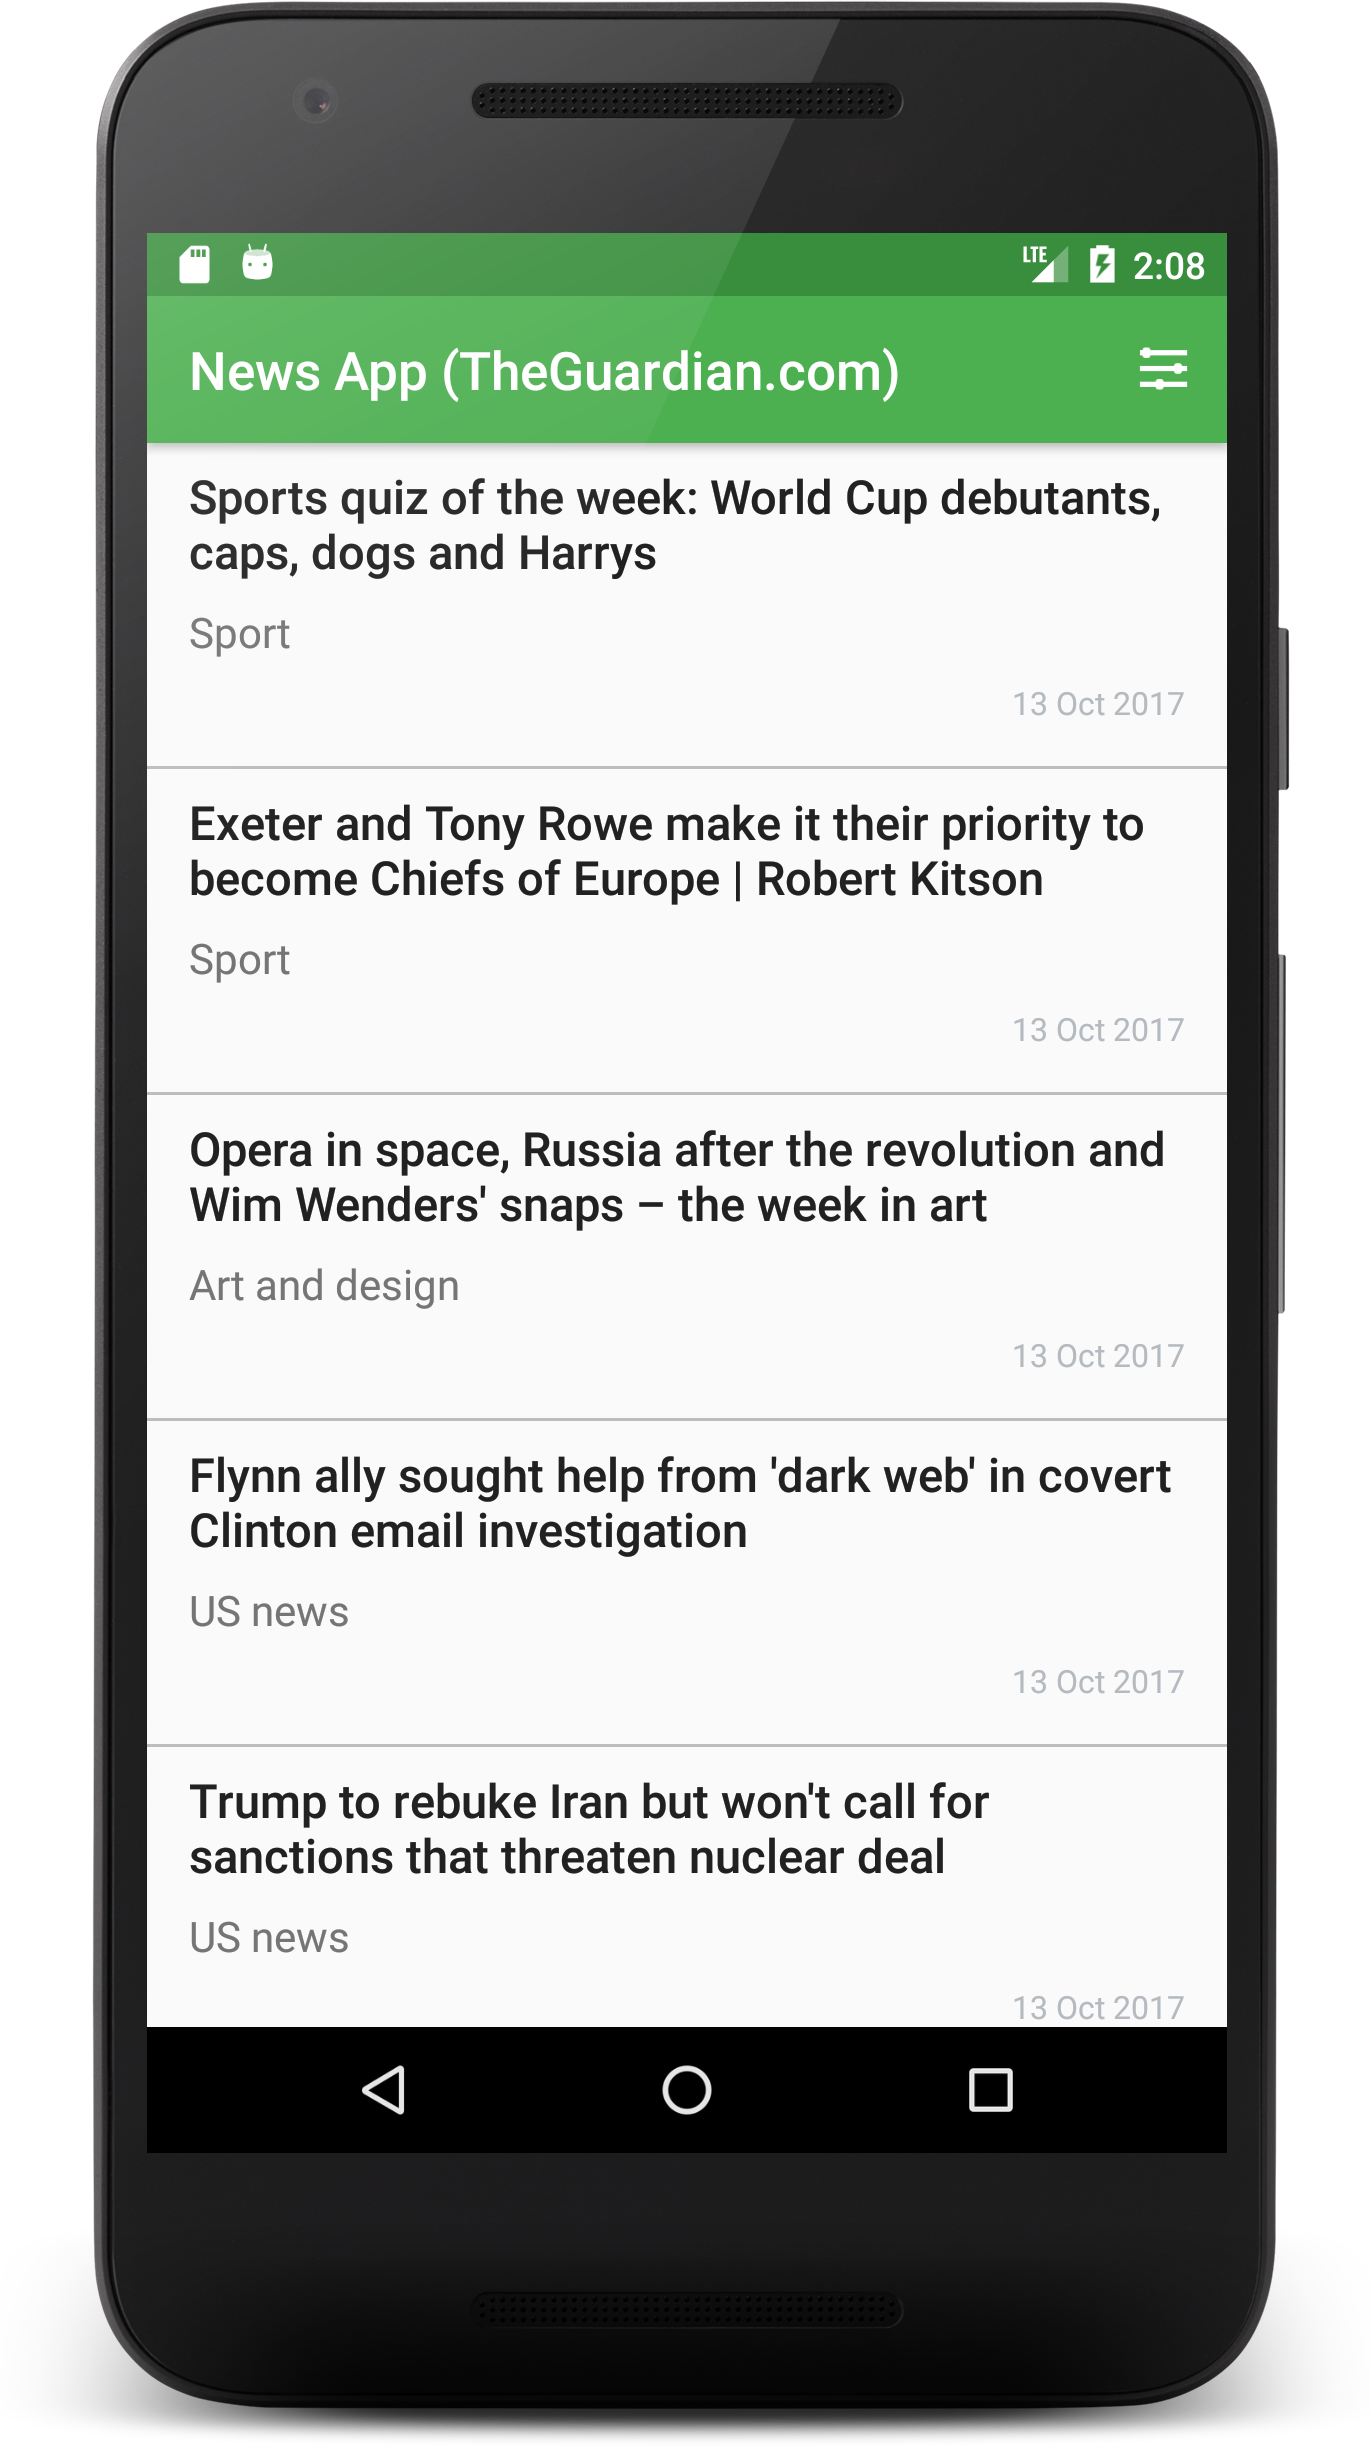 LTE 2:08
News App (TheGuardian.com)
Sports quiz of the week: World Cup debutants,
caps, dogs and Harrys
Sport
13 Oct 2017
Exeter and Tony Rowe make it their priority to
become Chiefs of Europe | Robert Kitson
Sport
13 Oct 2017
Opera in space, Russia after the revolution and
Wim Wenders' snaps – the week in art
Art and design
13 Oct 2017
Flynn ally sought help from 'dark web' in covert
Clinton email investigation
US news
13 Oct 2017
Trump to rebuke Iran but won't call for
sanctions that threaten nuclear deal
US news
13 Oct 2017